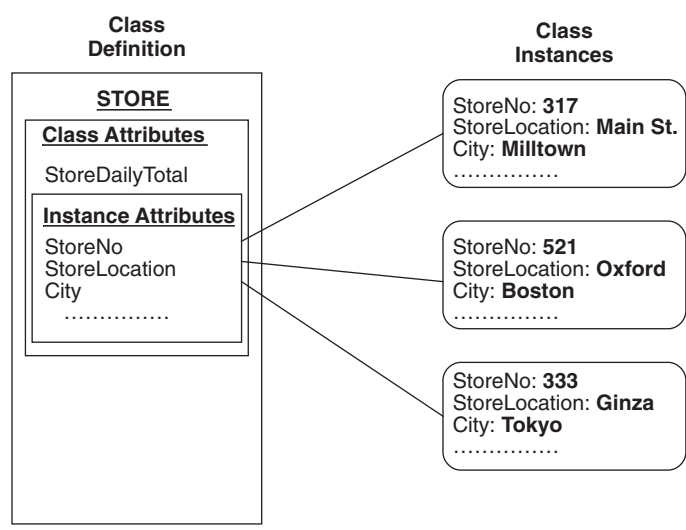 Class
Definition
STORE
Class Attributes
StoreDailyTotal
Instance Attributes
StoreNo
StoreLocation
City
……………
Class
Instances
StoreNo: 317
StoreLocation: Main St.
City: Milltown
……………
StoreNo: 521
StoreLocation: Oxford
City: Boston
……………
StoreNo: 333
StoreLocation: Ginza
City: Tokyo
……………